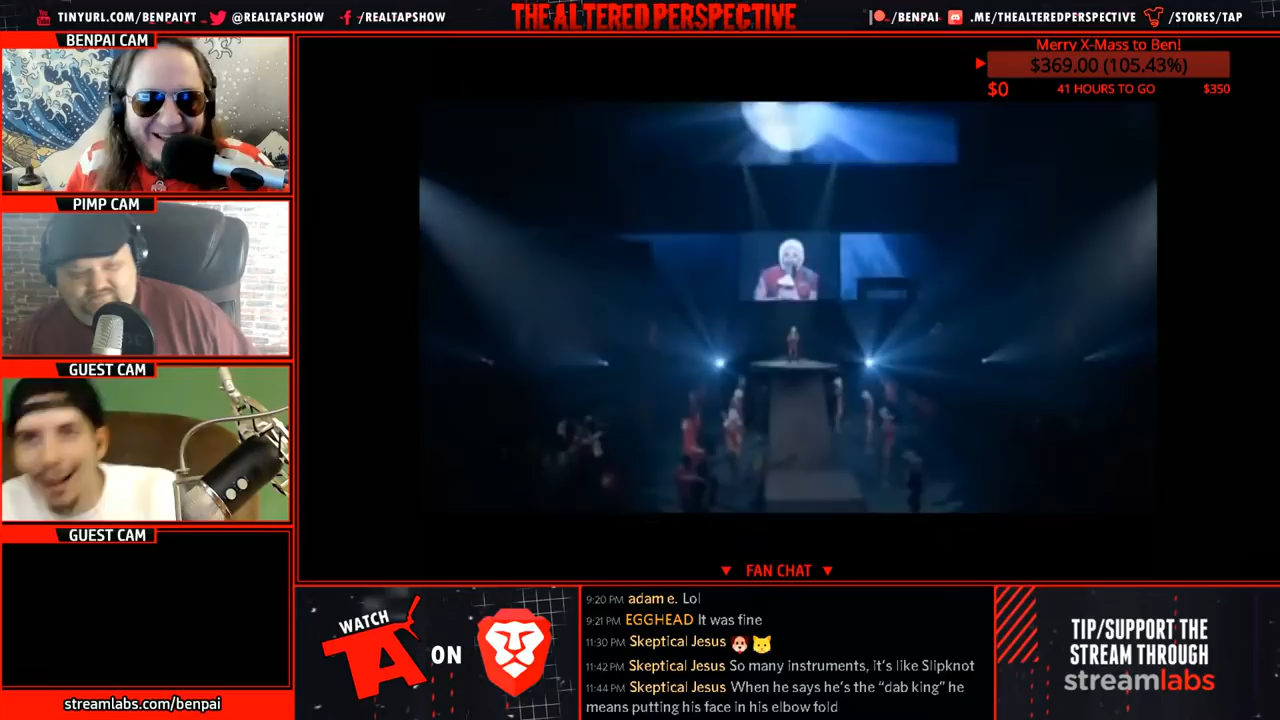 TINYURL.COM/BENPAIYT @REALTAPSHOW /REALTAPSHOW THE ALTERED PERSPECTIVE /BENPAI .ME/THEALTEREDPERSPECTIVE /STORES/TAP
BENPAI CAM
Merry X-Mass to Ben!
$369.00 (105.43%)
$0 41 HOURS TO GO $350
PIMP CAM
GUEST CAM
GUEST CAM
streamlabs.com/benpai
FAN CHAT
WATCH
ON
9:20 PM adam e. Lol
9:21 PM EGGHEAD It was fine
11:30 PM Skeptical Jesus
11:42 PM Skeptical Jesus So many instruments, it's like Slipknot
11:44 PM Skeptical Jesus When he says he's the “dab king” he
means putting his face in his elbow fold
TIP/SUPPORT THE
STREAM THROUGH
streamlabs